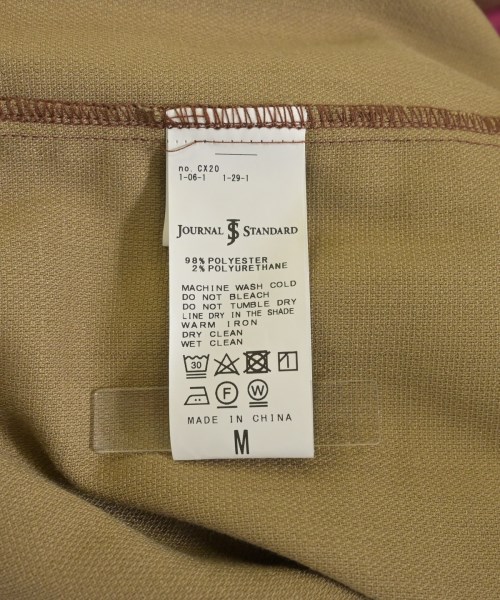 no. CX20
1-06-1 1-29-1
JOURNAL JS STANDARD
98% POLYESTER
2% POLYURETHANE
MACHINE WASH COLD
DO NOT BLEACH
DO NOT TUMBLE DRY
LINE DRY IN THE SHADE
WARM IRON
DRY CLEAN
WET CLEAN
30
F W
MADE IN CHINA
M